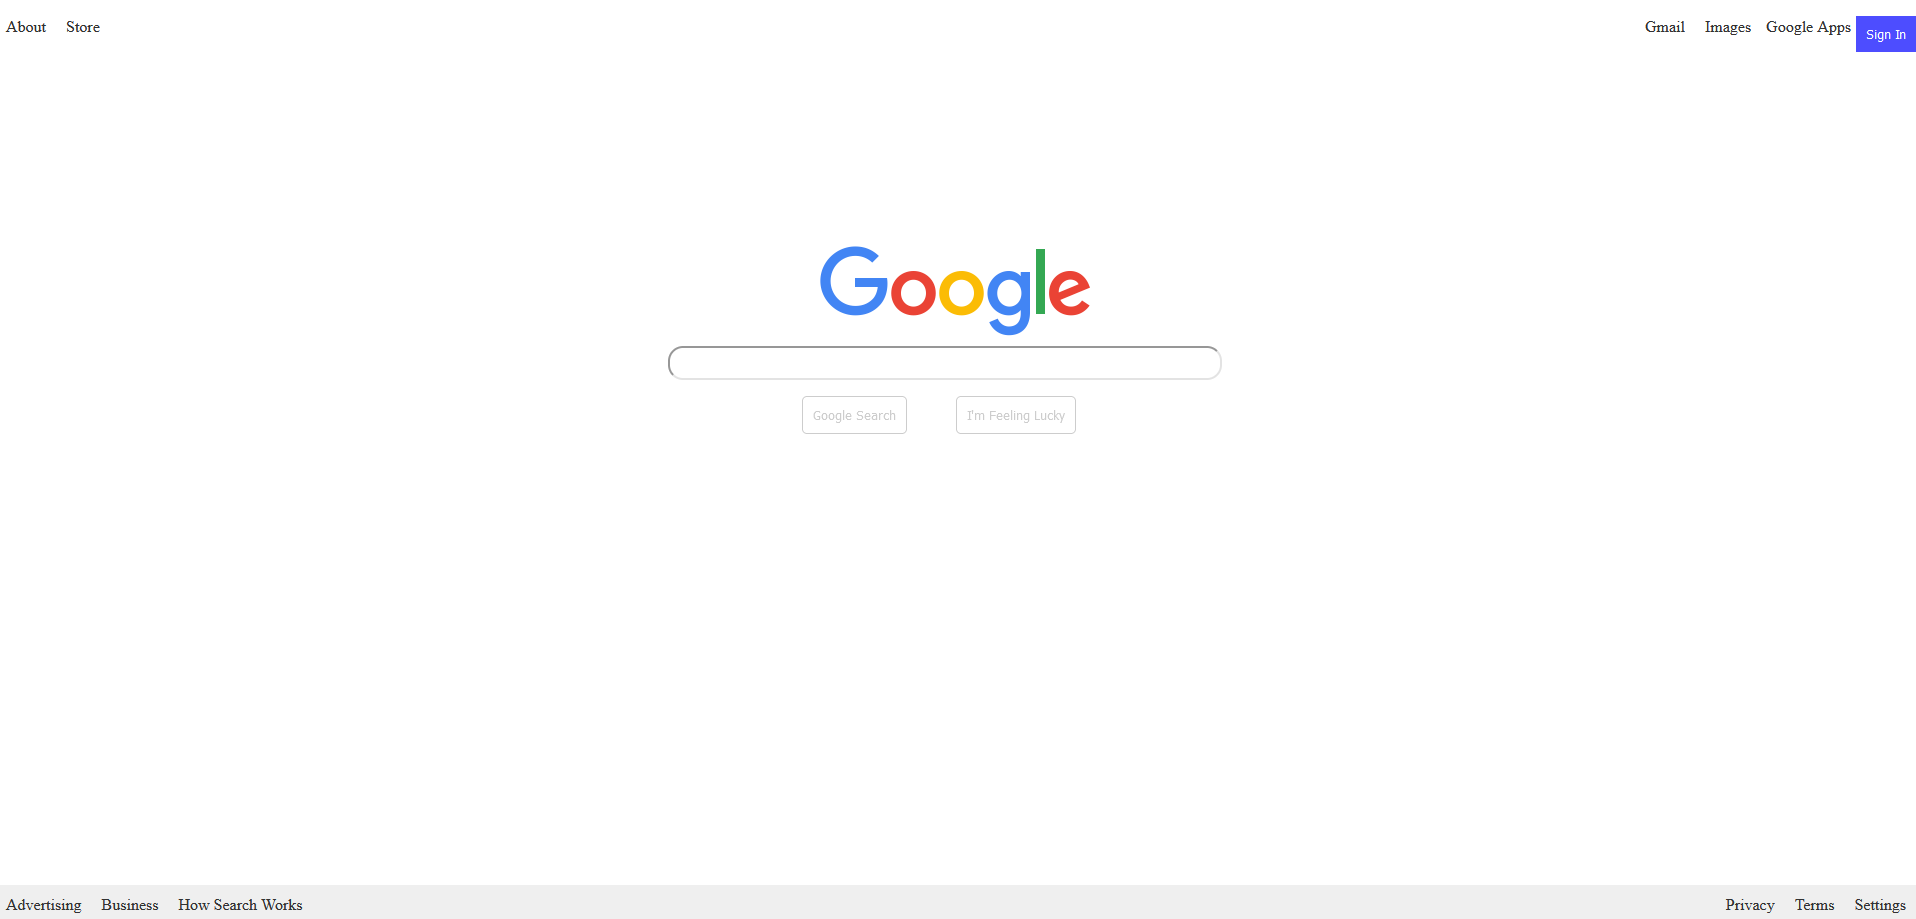 About Store Gmail Images Google Apps Sign In
Google
Google Search I'm Feeling Lucky
Advertising Business How Search Works Privacy Terms Settings